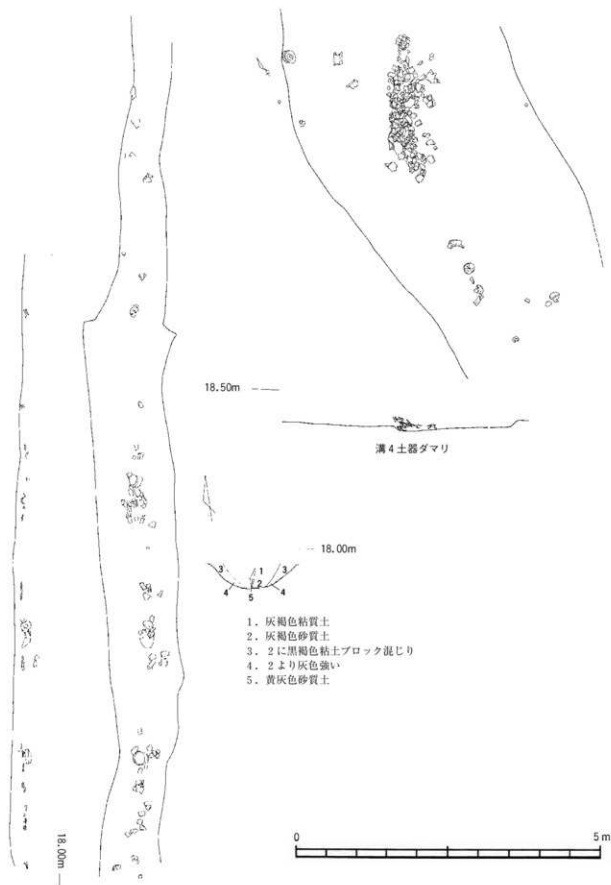 18.50m
溝4土器ダマリ
18.00m
3 1 3
4 2 4
5
1. 灰褐色粘質土
2. 灰褐色砂質土
3. 2に黒褐色粘土ブロック混じり
4. 2より灰色強い
5. 黄灰色砂質土
18.00m
0 5m